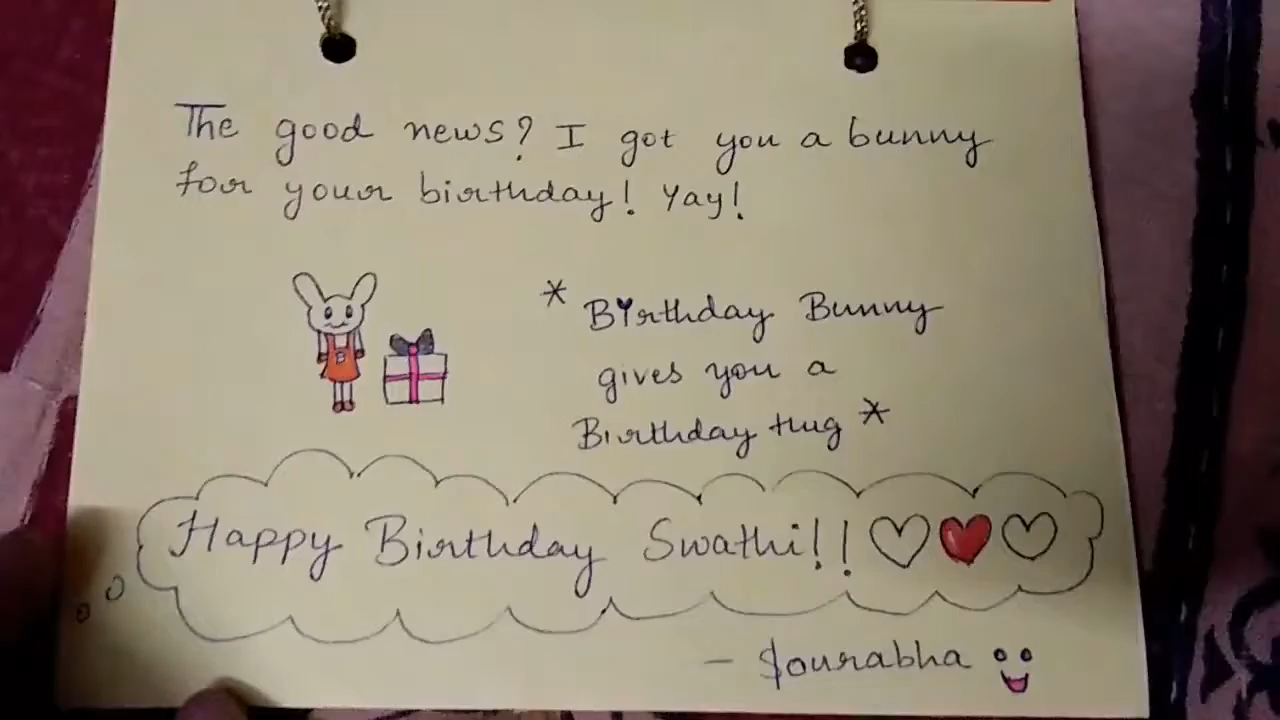 The good news? I got you a bunny
for your birthday! Yay!
* Birthday Bunny
gives you a
Birthday Hug *
Happy Birthday Swathi!!
- Sourabha